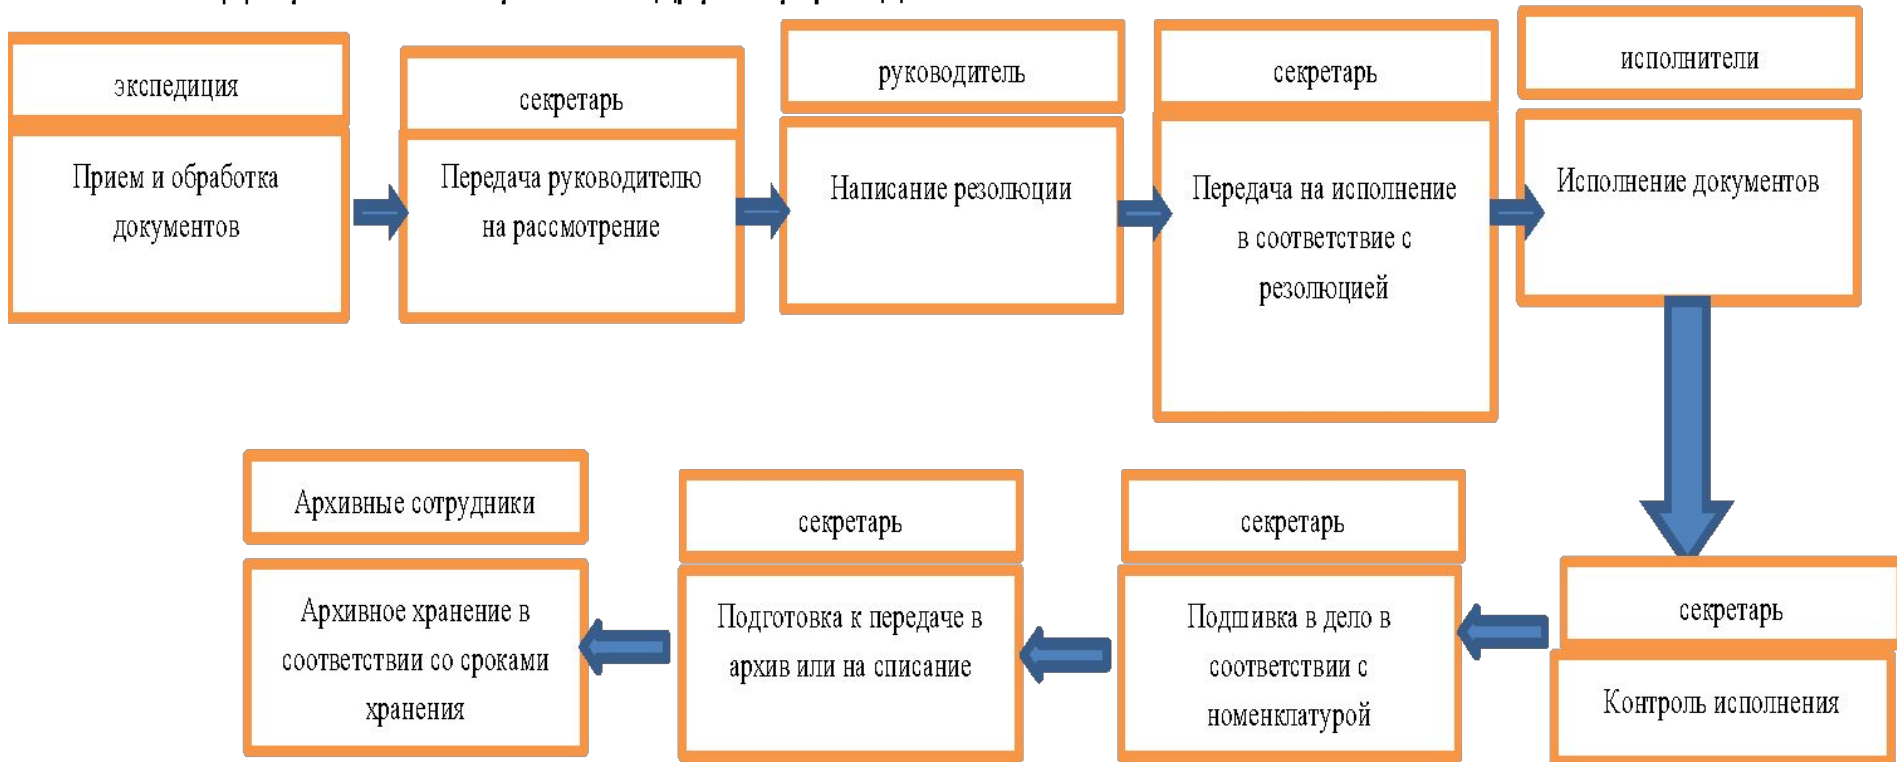 экспедиция
Прием и обработка
документов
секретарь
Передача руководителю
на рассмотрение
руководитель
Написание резолюции
секретарь
Передача на исполнение
в соответствие с
резолюцией
исполнители
Исполнение документов
секретарь
Контроль исполнения
секретарь
Подшивка в дело в
соответствии с
номенклатурой
секретарь
Подготовка к передаче в
архив или на списание
Архивные сотрудники
Архивное хранение в
соответствии со сроками
хранения